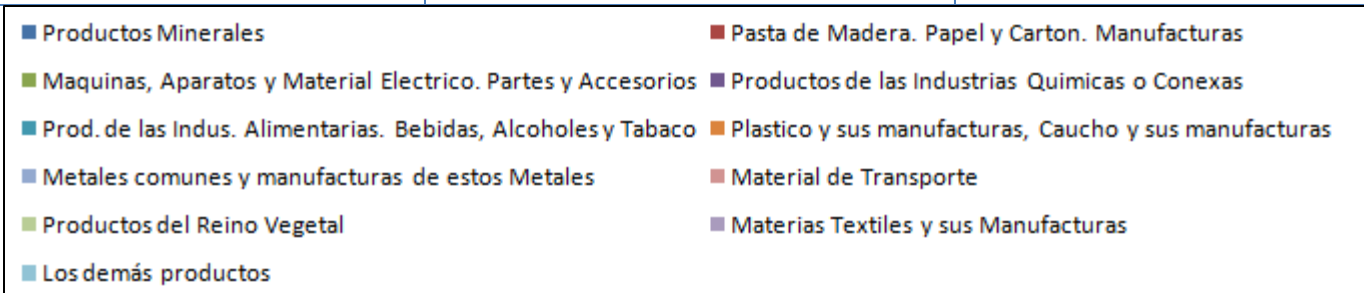 Productos Minerales
Pasta de Madera. Papel y Carton. Manufacturas
Maquinas, Aparatos y Material Electrico. Partes y Accesorios
Productos de las Industrias Quimicas o Conexas
Prod. de las Indus. Alimentarias. Bebidas, Alcoholes y Tabaco
Plastico y sus manufacturas, Caucho y sus manufacturas
Metales comunes y manufacturas de estos Metales
Material de Transporte
Productos del Reino Vegetal
Materias Textiles y sus Manufacturas
Los demás productos